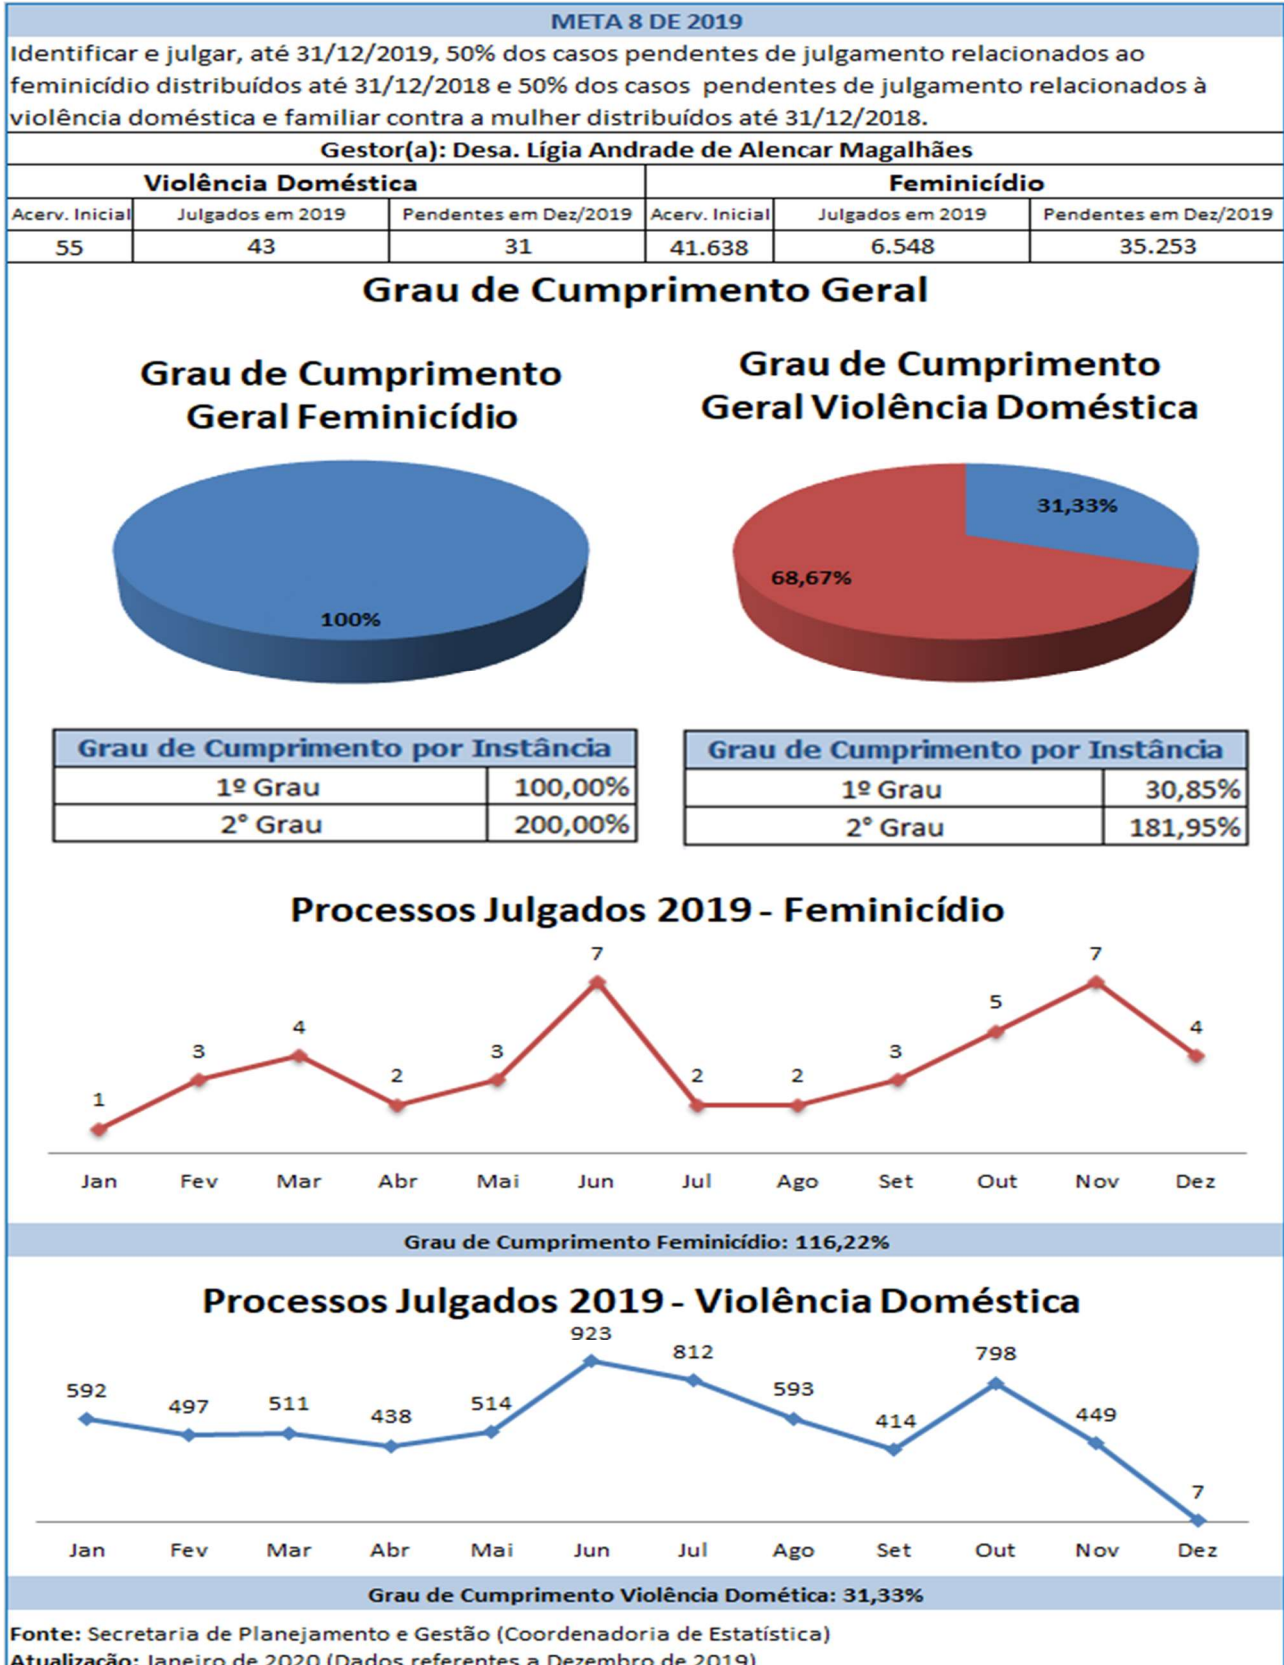 META 8 DE 2019
Identificar e julgar, até 31/12/2019, 50% dos casos pendentes de julgamento relacionados ao
feminicídio distribuídos até 31/12/2018 e 50% dos casos pendentes de julgamento relacionados à
violência doméstica e familiar contra a mulher distribuídos até 31/12/2018.
Gestor(a): Desa. Lígia Andrade de Alencar Magalhães
Violência Doméstica Feminicídio
Acerv. Inicial Julgados em 2019 Pendentes em Dez/2019 Acerv. Inicial Julgados em 2019 Pendentes em Dez/2019
55 43 31 41.638 6.548 35.253
Grau de Cumprimento Geral
Grau de Cumprimento
Geral Feminicídio
100%
Grau de Cumprimento
Geral Violência Doméstica
31,33%
68,67%
Grau de Cumprimento por Instância
1º Grau 100,00%
2° Grau 200,00%
Grau de Cumprimento por Instância
1º Grau 30,85%
2° Grau 181,95%
Processos Julgados 2019 - Feminicídio
1 3 4 2 3 7 2 2 3 5 7 4
Jan Fev Mar Abr Mai Jun Jul Ago Set Out Nov Dez
Grau de Cumprimento Feminicídio: 116,22%
Processos Julgados 2019 - Violência Doméstica
592 497 511 438 514 923 812 593 414 798 449 7
Jan Fev Mar Abr Mai Jun Jul Ago Set Out Nov Dez
Grau de Cumprimento Violência Domética: 31,33%
Fonte: Secretaria de Planejamento e Gestão (Coordenadoria de Estatística)
Atualização: Janeiro de 2020 (Dados referentes a Dezembro de 2019)